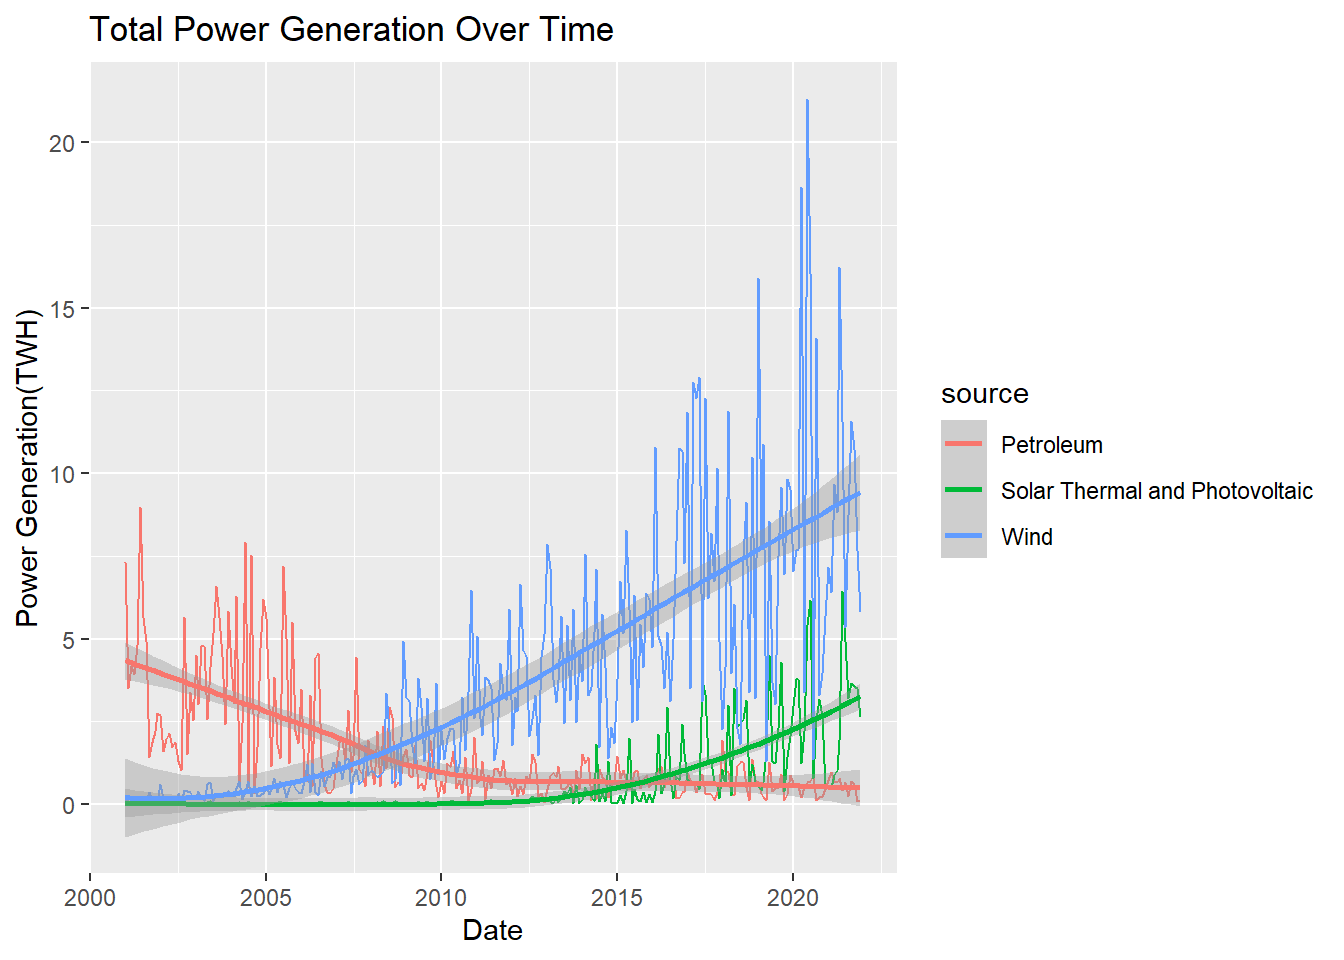 Total Power Generation Over Time
Power Generation(TWH)
20
15
10
5
0
2000
2005
2010
2015
2020
Date
source
Petroleum
Solar Thermal and Photovoltaic
Wind